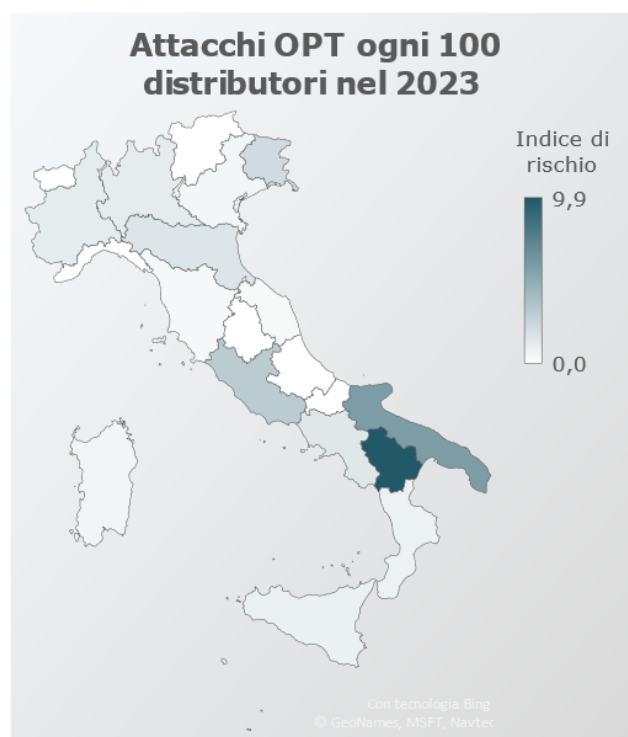 Attacchi OPT ogni 100
distributori nel 2023
Indice di
rischio
9,9
0,0
Con tecnologia Bing
© GeoNames, MSFT, Navtec